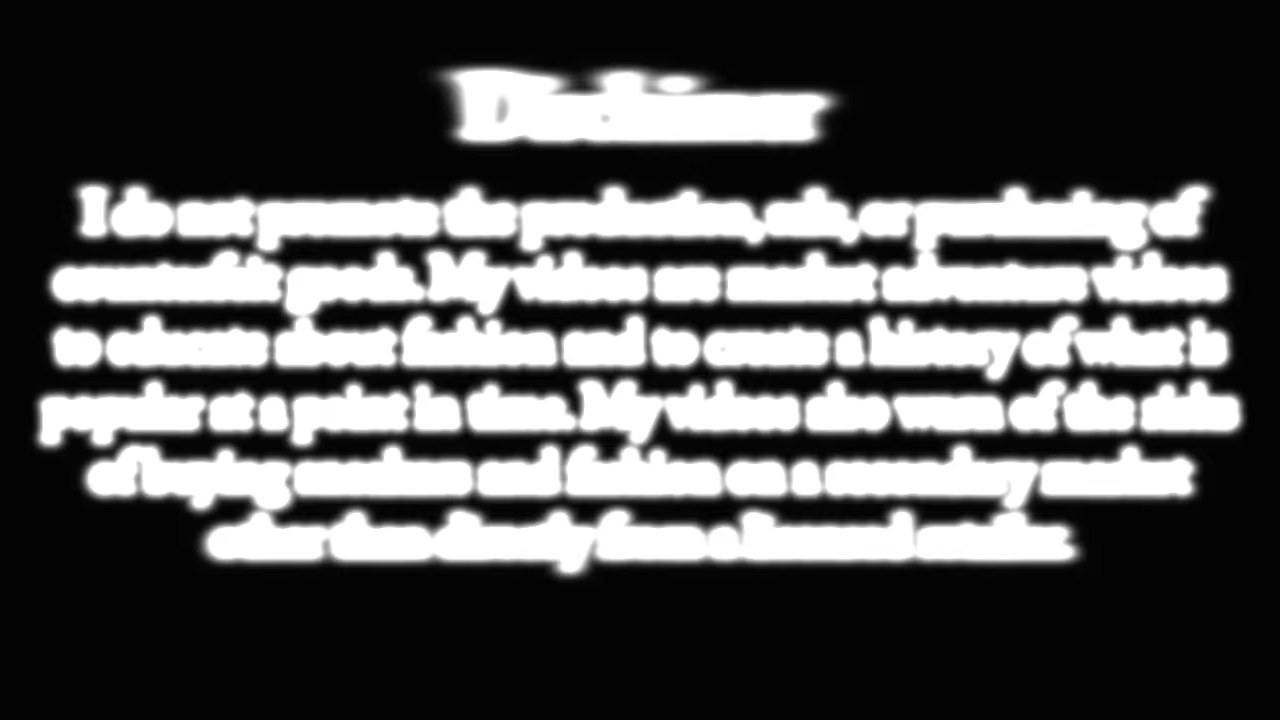 I do not promote the production, sale, or purchasing of
counterfeit goods. My videos are market adventure videos
to educate about fashion and to create a history of what is
popular at a point in time. My videos also warn of the risks
of buying sneakers and fashion on a secondary market
other than directly from a licensed retailer.